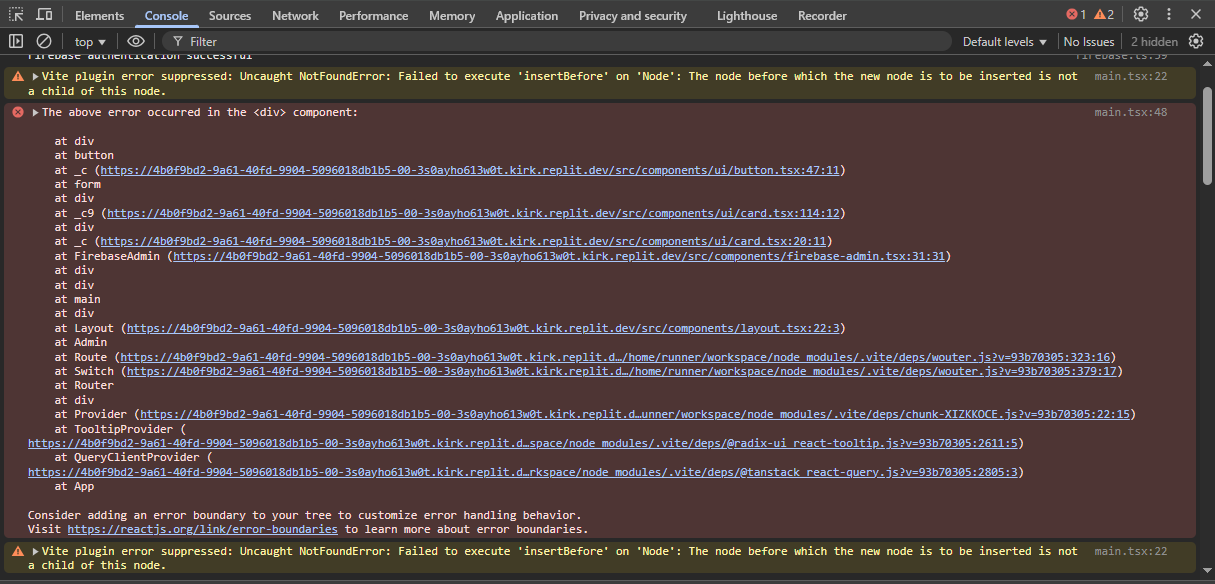 Elements Console Sources Network Performance Memory Application Privacy and security Lighthouse Recorder 1 2
top Filter Default levels No Issues 2 hidden
Firebase authentication successful firebase.ts:59
Vite plugin error suppressed: Uncaught NotFoundError: Failed to execute 'insertBefore' on 'Node': The node before which the new node is to be inserted is not main.tsx:22
a child of this node.
The above error occurred in the <div> component: main.tsx:48
at div
at button
at _c (https://4b0f9bd2-9a61-40fd-9904-5096018db1b5-00-3s0ayho613w0t.kirk.replit.dev/src/components/ui/button.tsx:47:11)
at form
at div
at _c9 (https://4b0f9bd2-9a61-40fd-9904-5096018db1b5-00-3s0ayho613w0t.kirk.replit.dev/src/components/ui/card.tsx:114:12)
at div
at _c (https://4b0f9bd2-9a61-40fd-9904-5096018db1b5-00-3s0ayho613w0t.kirk.replit.dev/src/components/ui/card.tsx:20:11)
at FirebaseAdmin (https://4b0f9bd2-9a61-40fd-9904-5096018db1b5-00-3s0ayho613w0t.kirk.replit.dev/src/components/firebase-admin.tsx:31:31)
at div
at div
at main
at div
at Layout (https://4b0f9bd2-9a61-40fd-9904-5096018db1b5-00-3s0ayho613w0t.kirk.replit.dev/src/components/layout.tsx:22:3)
at Admin
at Route (https://4b0f9bd2-9a61-40fd-9904-5096018db1b5-00-3s0ayho613w0t.kirk.replit.d…/home/runner/workspace/node_modules/.vite/deps/wouter.js?v=93b70305:323:16)
at Switch (https://4b0f9bd2-9a61-40fd-9904-5096018db1b5-00-3s0ayho613w0t.kirk.replit.d…/home/runner/workspace/node_modules/.vite/deps/wouter.js?v=93b70305:379:17)
at Router
at div
at Provider (https://4b0f9bd2-9a61-40fd-9904-5096018db1b5-00-3s0ayho613w0t.kirk.replit.d…unner/workspace/node_modules/.vite/deps/chunk-XIZKKOCE.js?v=93b70305:22:15)
at TooltipProvider (
https://4b0f9bd2-9a61-40fd-9904-5096018db1b5-00-3s0ayho613w0t.kirk.replit.d…space/node_modules/.vite/deps/@radix-ui_react-tooltip.js?v=93b70305:2611:5)
at QueryClientProvider (
https://4b0f9bd2-9a61-40fd-9904-5096018db1b5-00-3s0ayho613w0t.kirk.replit.d…rkspace/node_modules/.vite/deps/@tanstack_react-query.js?v=93b70305:2805:3)
at App
Consider adding an error boundary to your tree to customize error handling behavior.
Visit https://reactjs.org/link/error-boundaries to learn more about error boundaries.
Vite plugin error suppressed: Uncaught NotFoundError: Failed to execute 'insertBefore' on 'Node': The node before which the new node is to be inserted is not main.tsx:22
a child of this node.